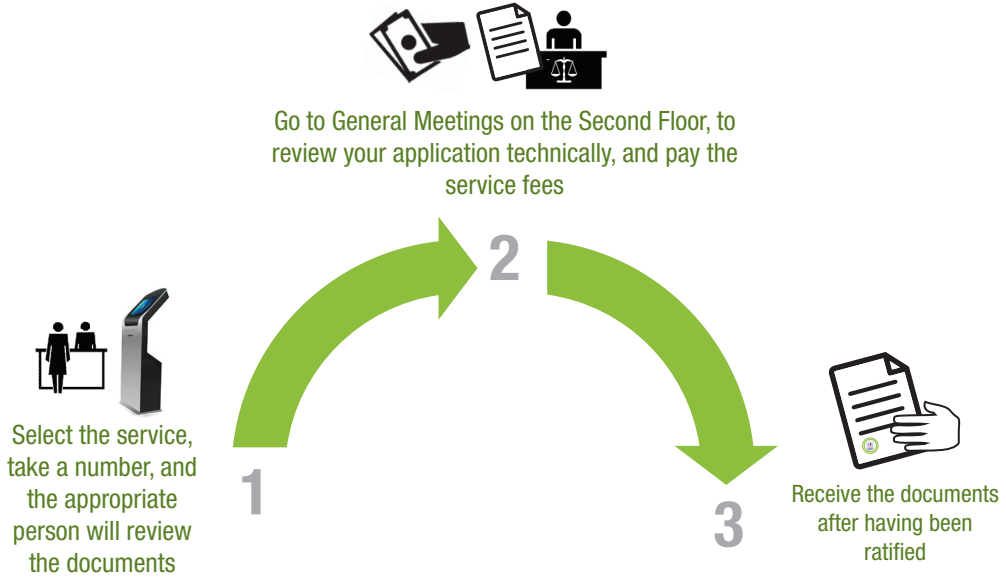 Go to General Meetings on the Second Floor, to
review your application technically, and pay the
service fees
2
Select the service,
take a number, and
the appropriate
person will review
the documents
1
3
Receive the documents
after having been
ratified